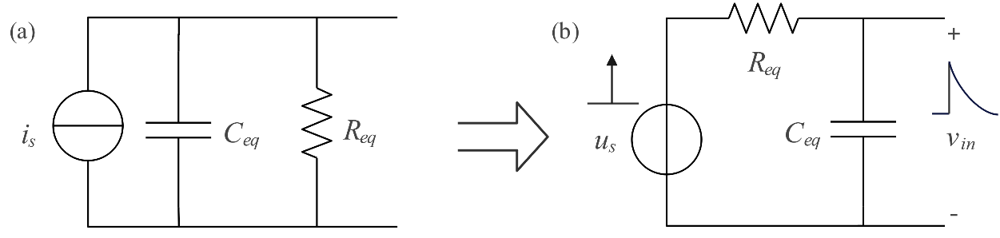 (a)
i_s
C_eq
R_eq
(b)
R_eq
u_s
C_eq
+
v_in
-